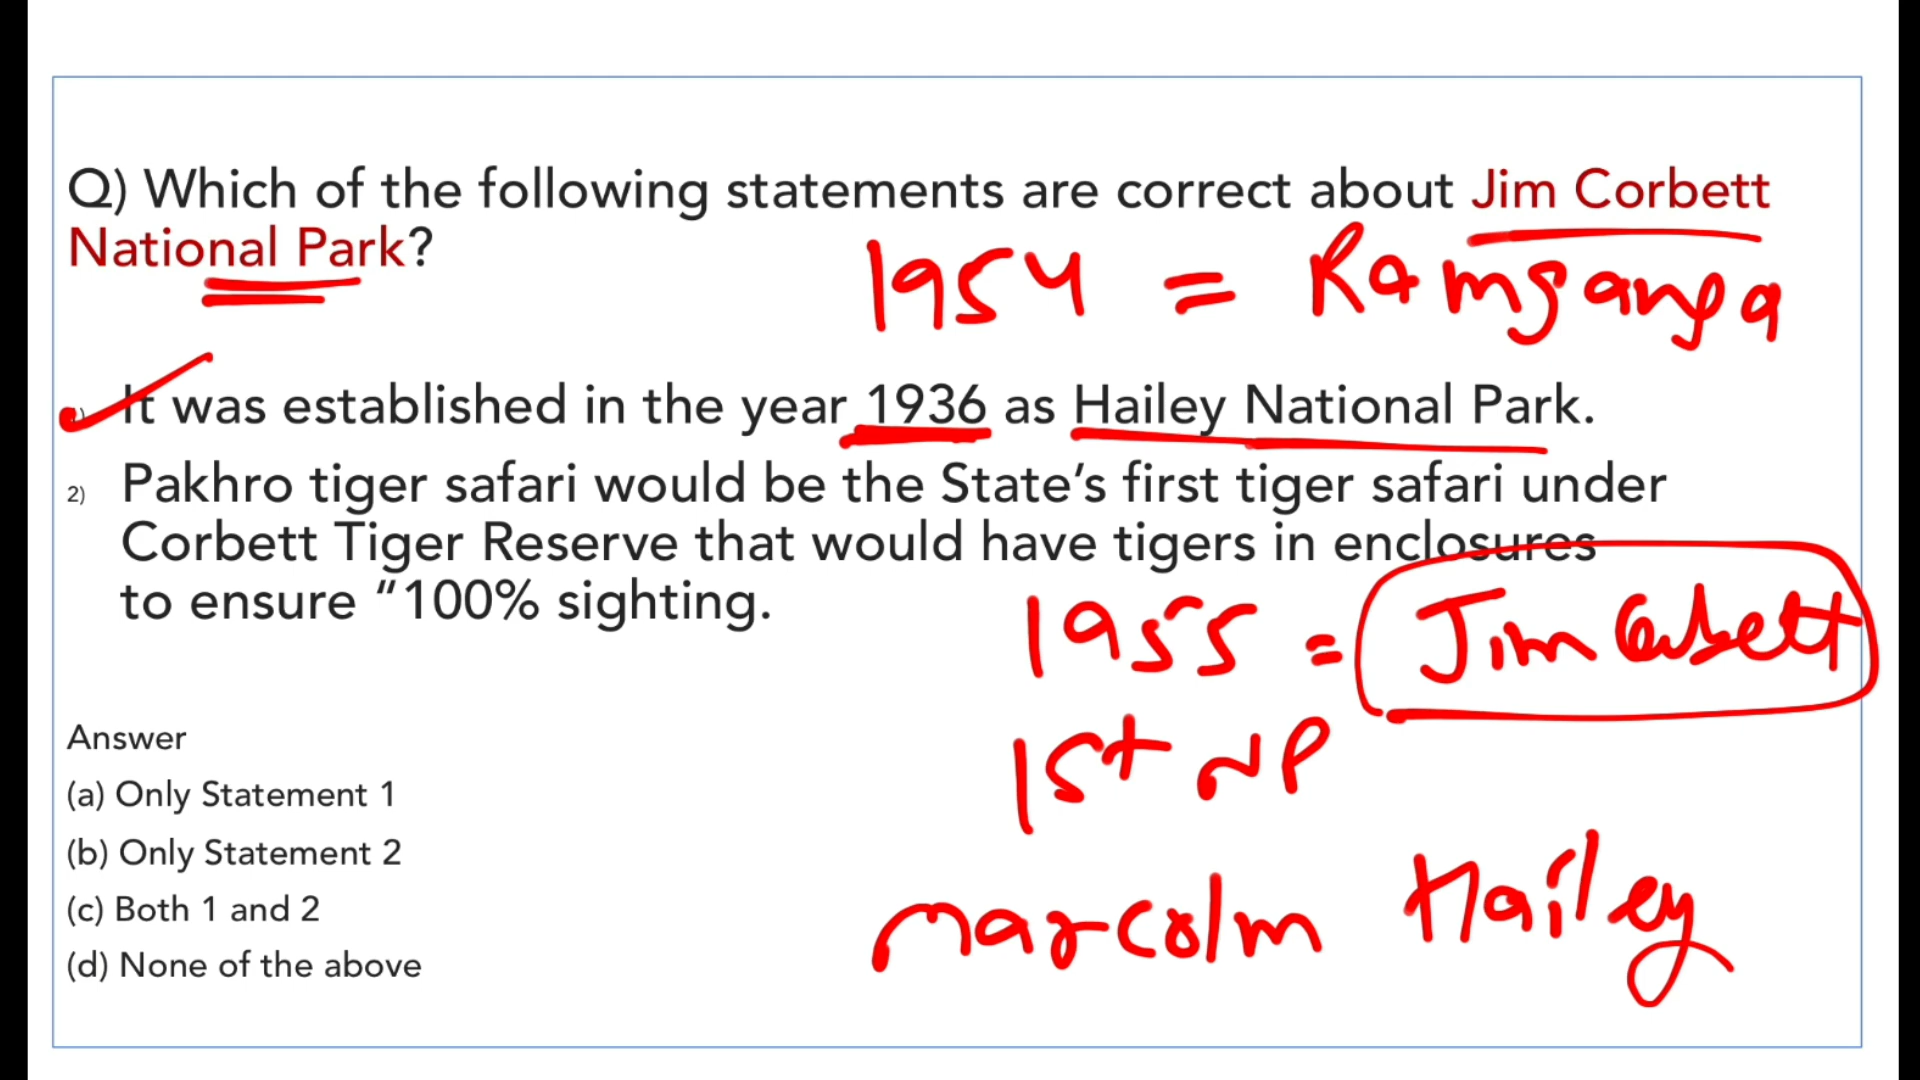 Q) Which of the following statements are correct about Jim Corbett
National Park?
1954 = Ramganga
1) It was established in the year 1936 as Hailey National Park.
2) Pakhro tiger safari would be the State’s first tiger safari under
Corbett Tiger Reserve that would have tigers in enclosures
to ensure “100% sighting.
1955 = Jim Corbett
1st NP
Marcolm Hailey
Answer
(a) Only Statement 1
(b) Only Statement 2
(c) Both 1 and 2
(d) None of the above